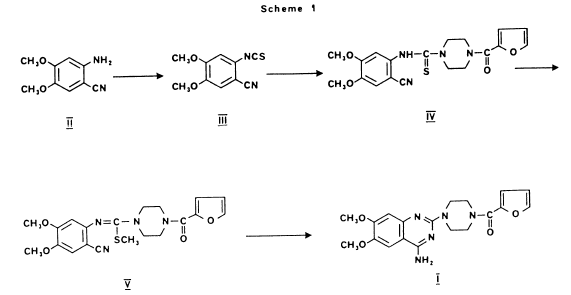 Scheme 1
CH₃O NH₂
CH₃O CN
II
CH₃O NCS
CH₃O CN
III
CH₃O NH-C-N N-C O
CH₃O CN S O
IV
CH₃O N=C-N N-C O
CH₃O CN SCH₃ O
V
CH₃O N N N-C O
CH₃O N O
NH₂
I